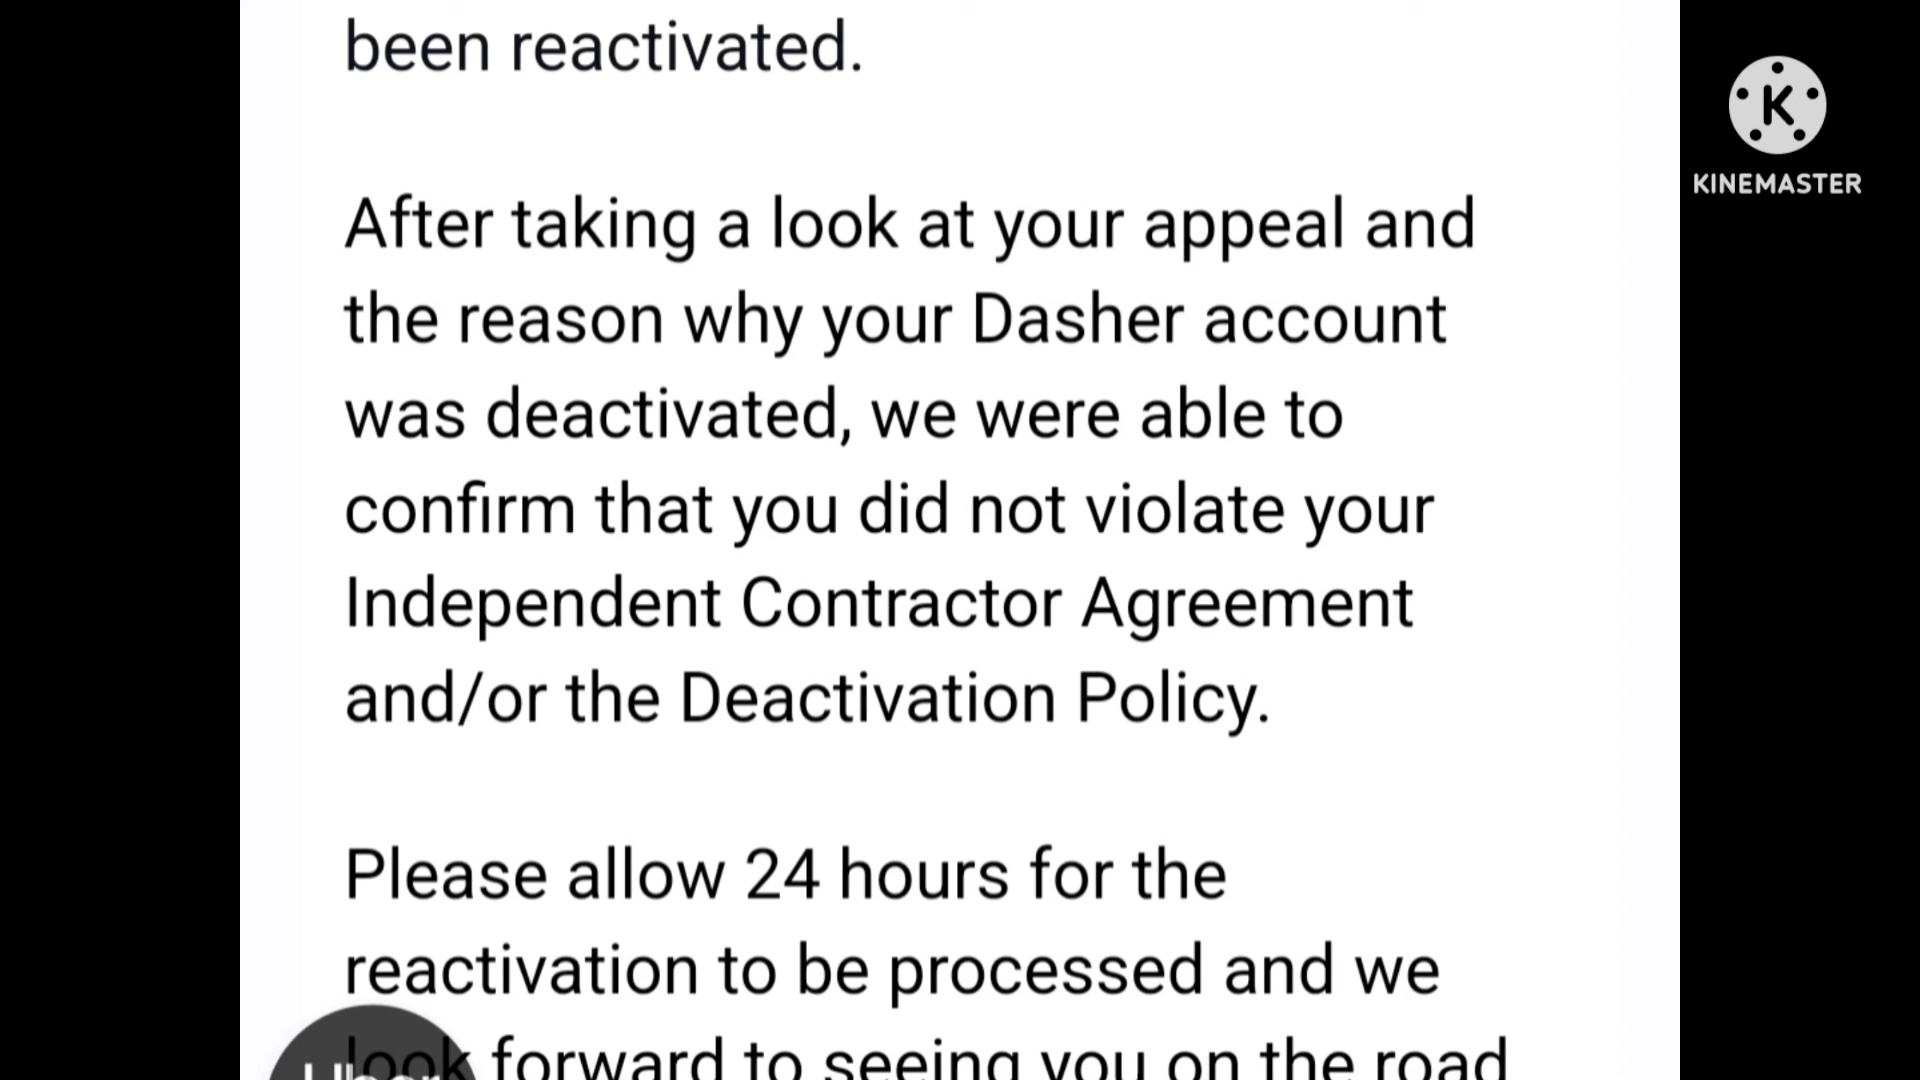 been reactivated.
After taking a look at your appeal and
the reason why your Dasher account
was deactivated, we were able to
confirm that you did not violate your
Independent Contractor Agreement
and/or the Deactivation Policy.
Please allow 24 hours for the
reactivation to be processed and we
look forward to seeing you on the road
Uber
K
KINEMASTER